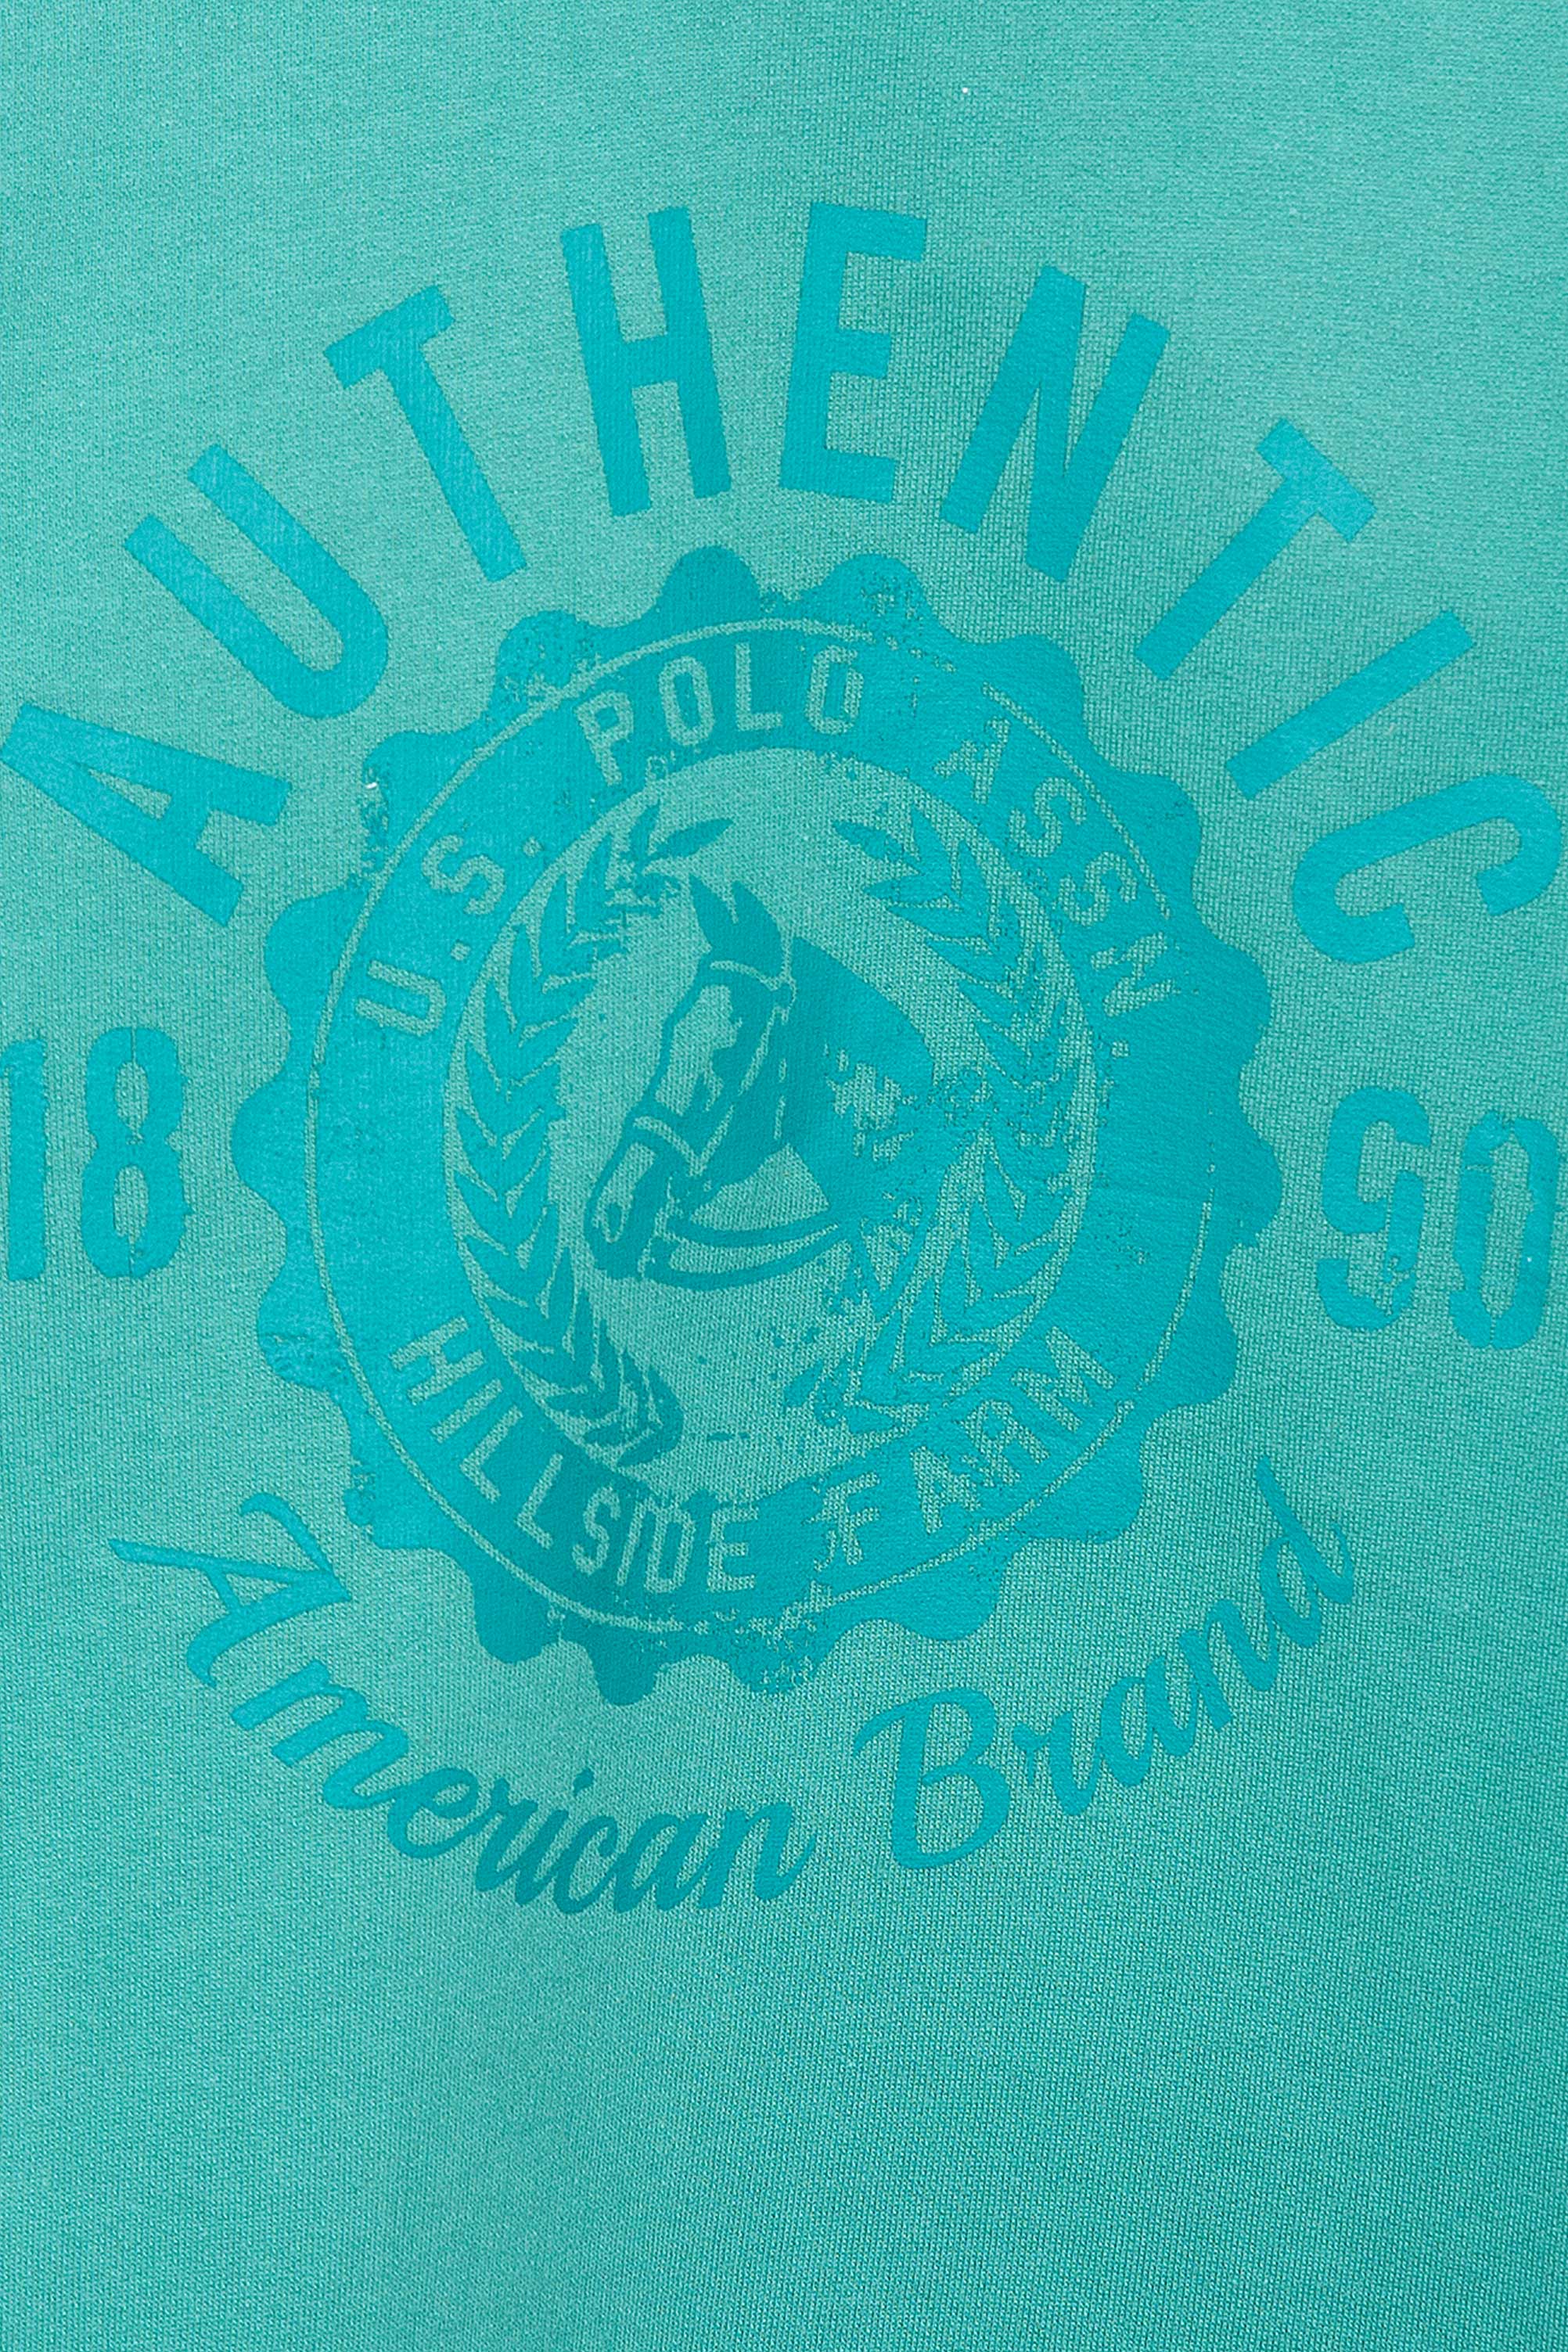 AUTHENTIC
U.S. POLO ASSN.
18 90
HILLSIDE FARM
American Brand